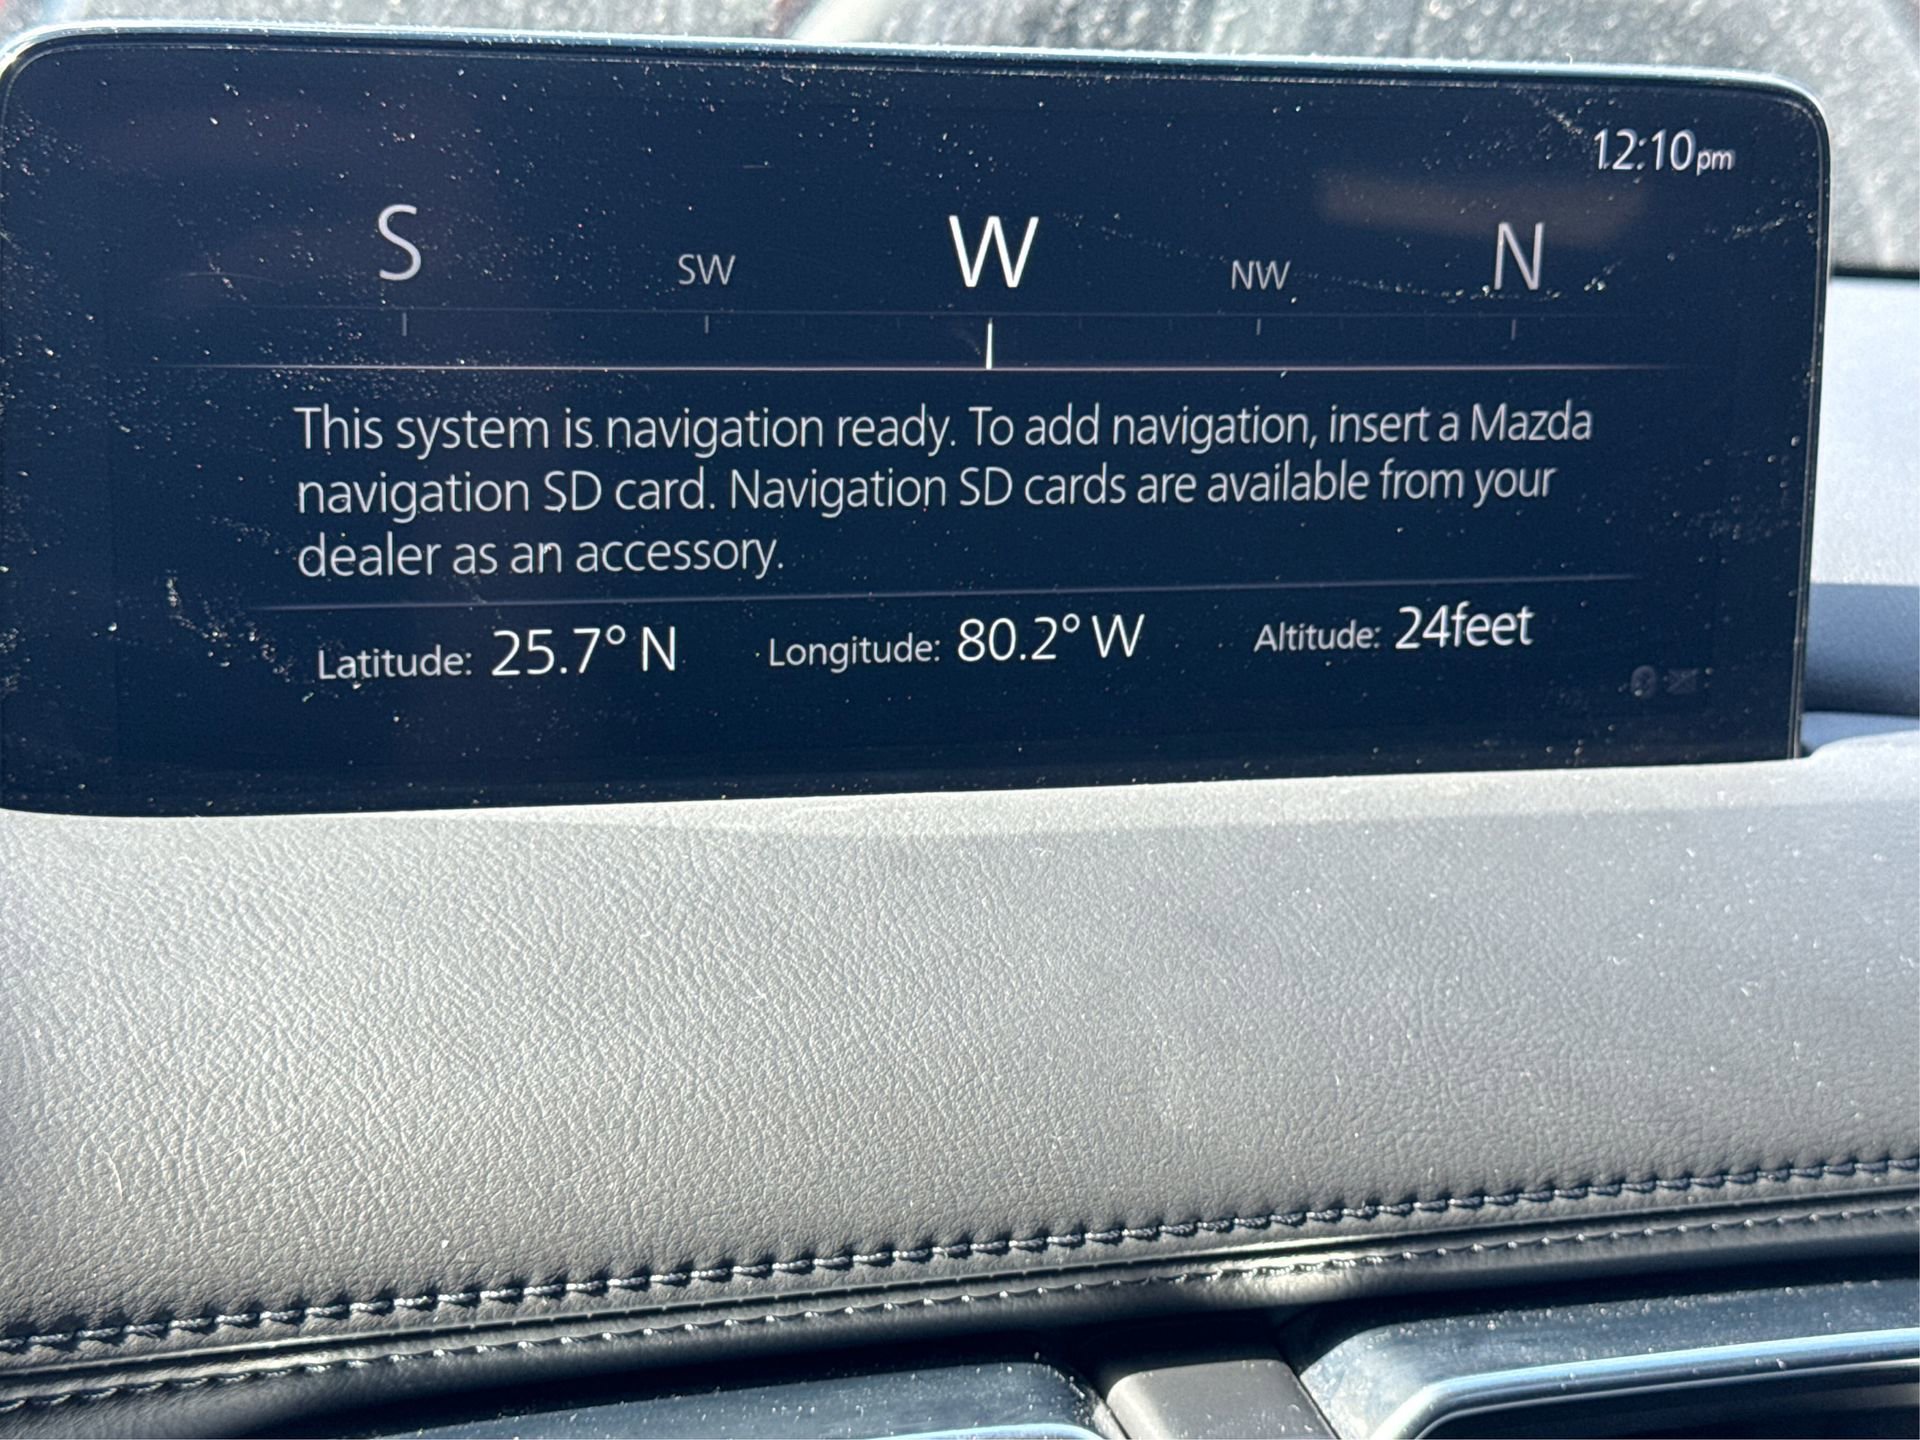 12:10pm
S SW W NW N
This system is navigation ready. To add navigation, insert a Mazda
navigation SD card. Navigation SD cards are available from your
dealer as an accessory.
Latitude: 25.7° N Longitude: 80.2° W Altitude: 24feet